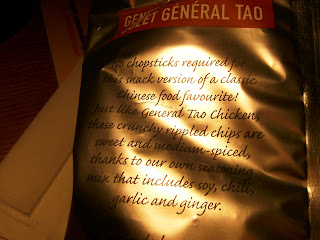 GÉNÉRAL TAO
No chopsticks required for
this snack version of a classic
Chinese food favourite!
Just like General Tao Chicken,
these crunchy rippled chips are
sweet and medium-spiced,
thanks to our own seasoning
mix that includes soy, chili,
garlic and ginger.